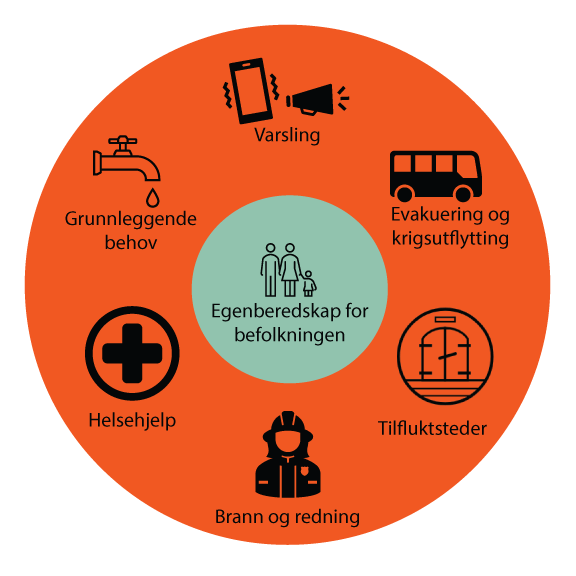 Varsling
Evakuering og
krigsutflytting
Tilfluktsteder
Brann og redning
Helsehjelp
Grunnleggende
behov
Egenberedskap for
befolkningen